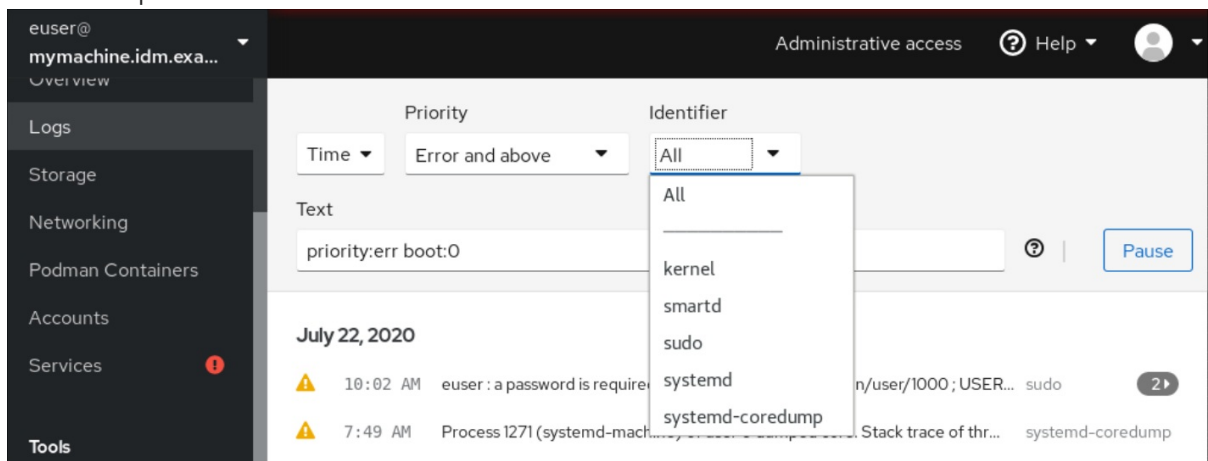 euser@
mymachine.idm.exa...
Administrative access
Help
Overview
Logs
Storage
Networking
Podman Containers
Accounts
Services
Tools
Priority
Identifier
Time
Error and above
All
All
kernel
smartd
sudo
systemd
systemd-coredump
Text
priority:err boot:0
Pause
July 22, 2020
10:02 AM euser : a password is require n/user/1000 ; USER... sudo 2
7:49 AM Process 1271 (systemd-mach Stack trace of thr... systemd-coredump